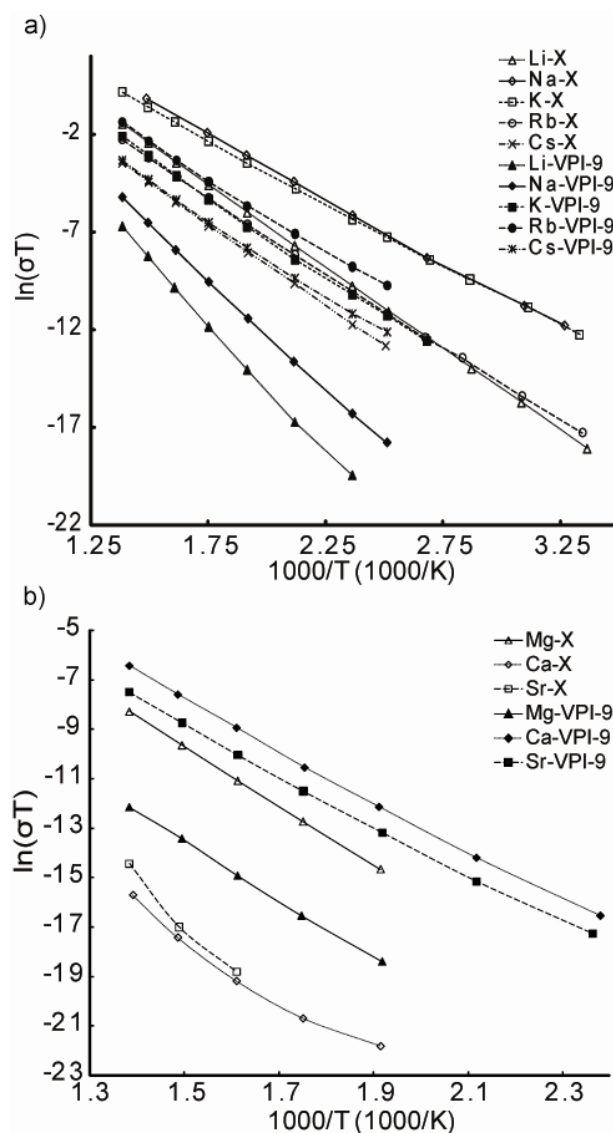 a)
Li-X
Na-X
K-X
Rb-X
Cs-X
Li-VPI-9
Na-VPI-9
K-VPI-9
Rb-VPI-9
Cs-VPI-9
-2
-7
-12
-17
-22
ln(σT)
1.25 1.75 2.25 2.75 3.25
1000/T (1000/K)
b)
-5
-7
-9
-11
-13
-15
-17
-19
-21
-23
ln(σT)
Mg-X
Ca-X
Sr-X
Mg-VPI-9
Ca-VPI-9
Sr-VPI-9
1.3 1.5 1.7 1.9 2.1 2.3
1000/T (1000/K)